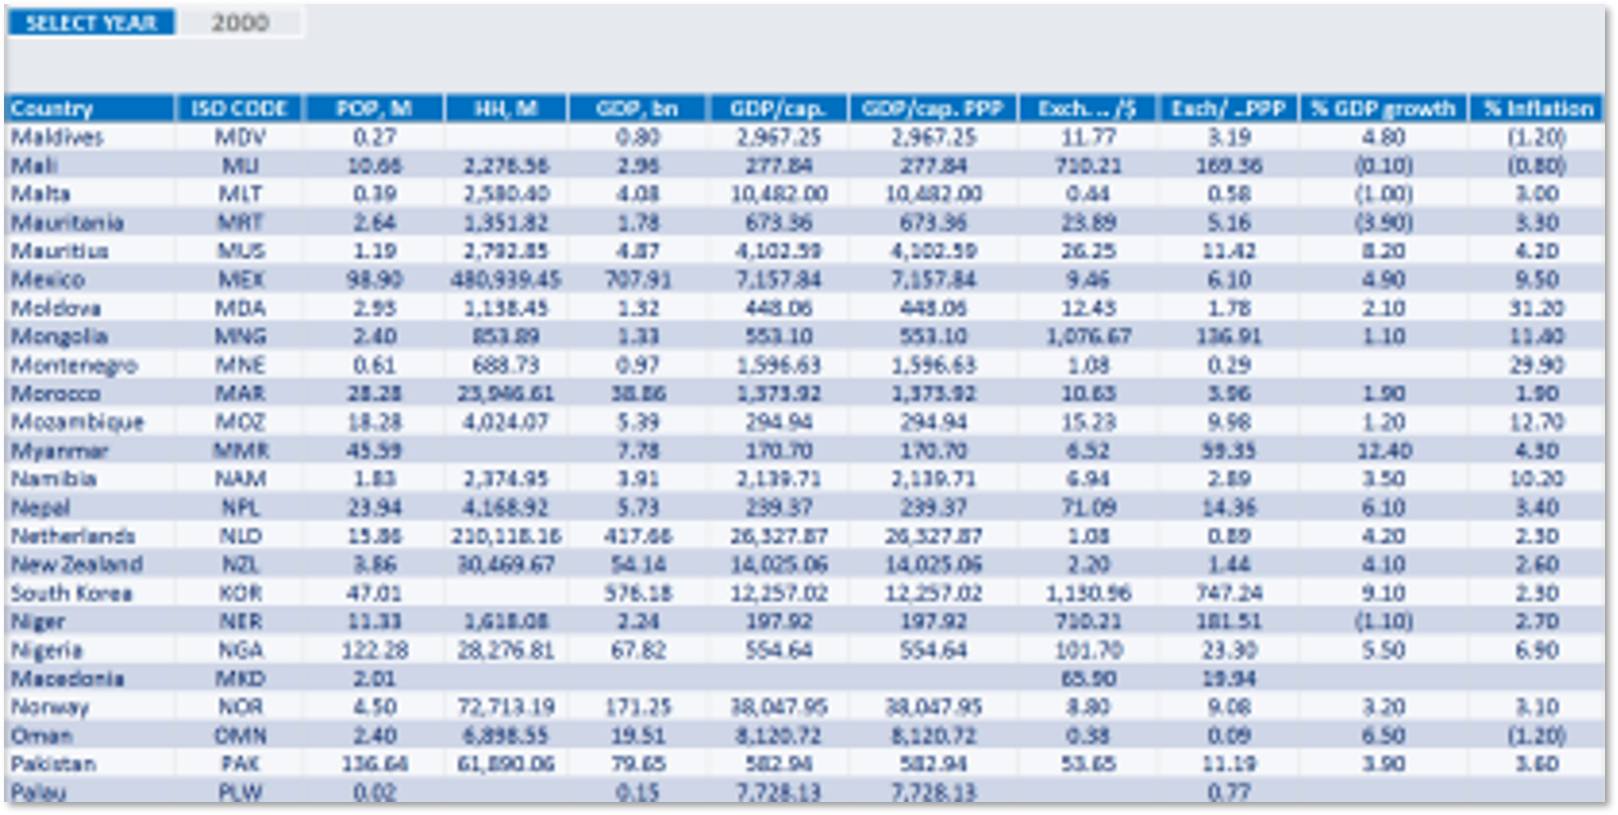 SELECT YEAR 2000
Country ISO CODE POP, M HH, M GDP, bn GDP/cap. GDP/cap. PPP Exch. .. /$ Exch/ ..PPP % GDP growth % Inflation
Maldives MDV 0.27 0.80 2,967.25 2,967.25 11.77 3.19 4.80 (1.20)
Mali MLI 10.66 2,276.56 2.96 277.84 277.84 710.21 169.56 (0.10) (0.80)
Malta MLT 0.39 2,580.40 4.08 10,482.00 10,482.00 0.44 0.58 (1.00) 3.00
Mauritania MRT 2.64 1,351.82 1.78 673.36 673.36 23.89 5.16 (3.90) 3.30
Mauritius MUS 1.19 2,792.85 4.87 4,102.59 4,102.59 26.25 11.42 8.20 4.20
Mexico MEX 98.90 480,939.45 707.91 7,157.84 7,157.84 9.46 6.10 4.90 9.50
Moldova MDA 2.93 1,138.45 1.32 448.06 448.06 12.43 1.78 2.10 31.20
Mongolia MNG 2.40 853.89 1.33 553.10 553.10 1,076.67 136.91 1.10 11.40
Montenegro MNE 0.61 688.73 0.97 1,596.63 1,596.63 1.08 0.29 29.90
Morocco MAR 28.28 23,946.61 38.86 1,373.92 1,373.92 10.63 3.96 1.90 1.90
Mozambique MOZ 18.28 4,024.07 5.39 294.94 294.94 15.23 9.98 1.20 12.70
Myanmar MMR 45.59 7.78 170.70 170.70 6.52 59.35 12.40 4.30
Namibia NAM 1.83 2,374.95 3.91 2,139.71 2,139.71 6.94 2.89 3.50 10.20
Nepal NPL 23.94 4,168.92 5.73 239.37 239.37 71.09 14.36 6.10 3.40
Netherlands NLD 15.86 210,118.16 417.66 26,327.87 26,327.87 1.08 0.89 4.20 2.30
New Zealand NZL 3.86 30,469.67 54.14 14,025.06 14,025.06 2.20 1.44 4.10 2.60
South Korea KOR 47.01 576.18 12,257.02 12,257.02 1,130.96 747.24 9.10 2.30
Niger NER 11.33 1,618.08 2.24 197.92 197.92 710.21 181.51 (1.10) 2.70
Nigeria NGA 122.28 28,276.81 67.82 554.64 554.64 101.70 23.30 5.50 6.90
Macedonia MKD 2.01 65.90 19.94
Norway NOR 4.50 72,713.19 171.25 38,047.95 38,047.95 8.80 9.08 3.20 3.10
Oman OMN 2.40 6,898.55 19.51 8,120.72 8,120.72 0.38 0.09 6.50 (1.20)
Pakistan PAK 136.64 61,890.06 79.65 582.94 582.94 53.65 11.19 3.90 3.60
Palau PLW 0.02 0.15 7,728.13 7,728.13 0.77